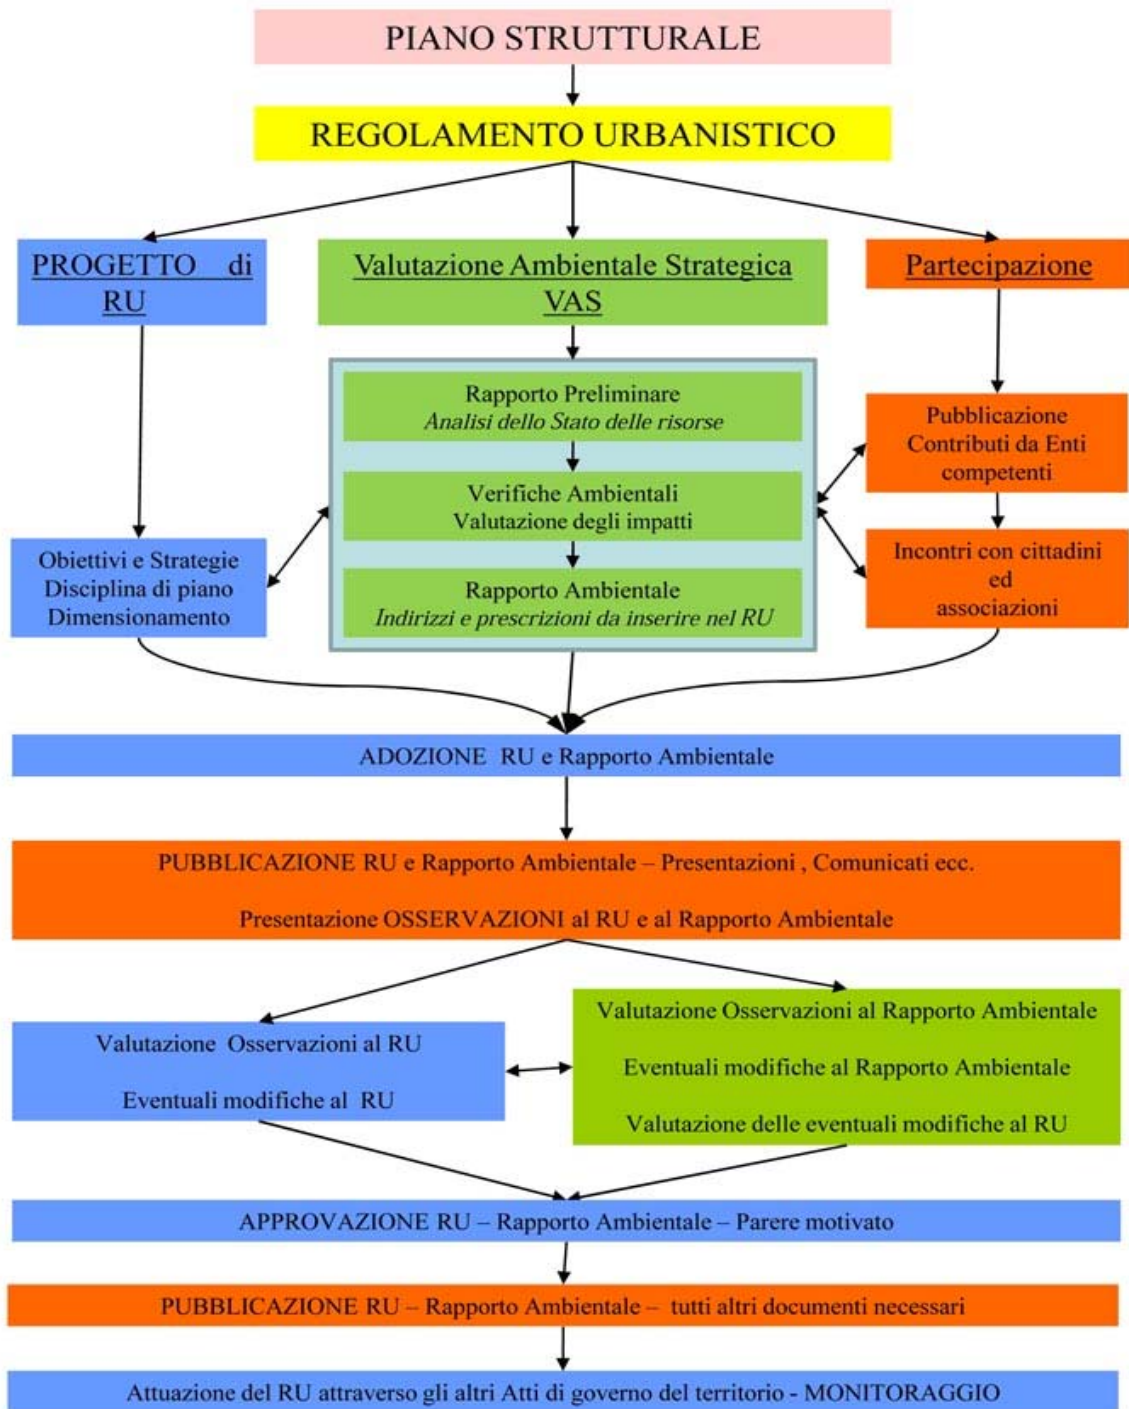 PIANO STRUTTURALE
REGOLAMENTO URBANISTICO
PROGETTO di
RU
Valutazione Ambientale Strategica
VAS
Partecipazione
Rapporto Preliminare
Analisi dello Stato delle risorse
Verifiche Ambientali
Valutazione degli impatti
Rapporto Ambientale
Indirizzi e prescrizioni da inserire nel RU
Pubblicazione
Contributi da Enti
competenti
Obiettivi e Strategie
Disciplina di piano
Dimensionamento
Incontri con cittadini
ed
associazioni
ADOZIONE RU e Rapporto Ambientale
PUBBLICAZIONE RU e Rapporto Ambientale – Presentazioni , Comunicati ecc.
Presentazione OSSERVAZIONI al RU e al Rapporto Ambientale
Valutazione Osservazioni al RU
Eventuali modifiche al RU
Valutazione Osservazioni al Rapporto Ambientale
Eventuali modifiche al Rapporto Ambientale
Valutazione delle eventuali modifiche al RU
APPROVAZIONE RU – Rapporto Ambientale – Parere motivato
PUBBLICAZIONE RU – Rapporto Ambientale – tutti altri documenti necessari
Attuazione del RU attraverso gli altri Atti di governo del territorio - MONITORAGGIO